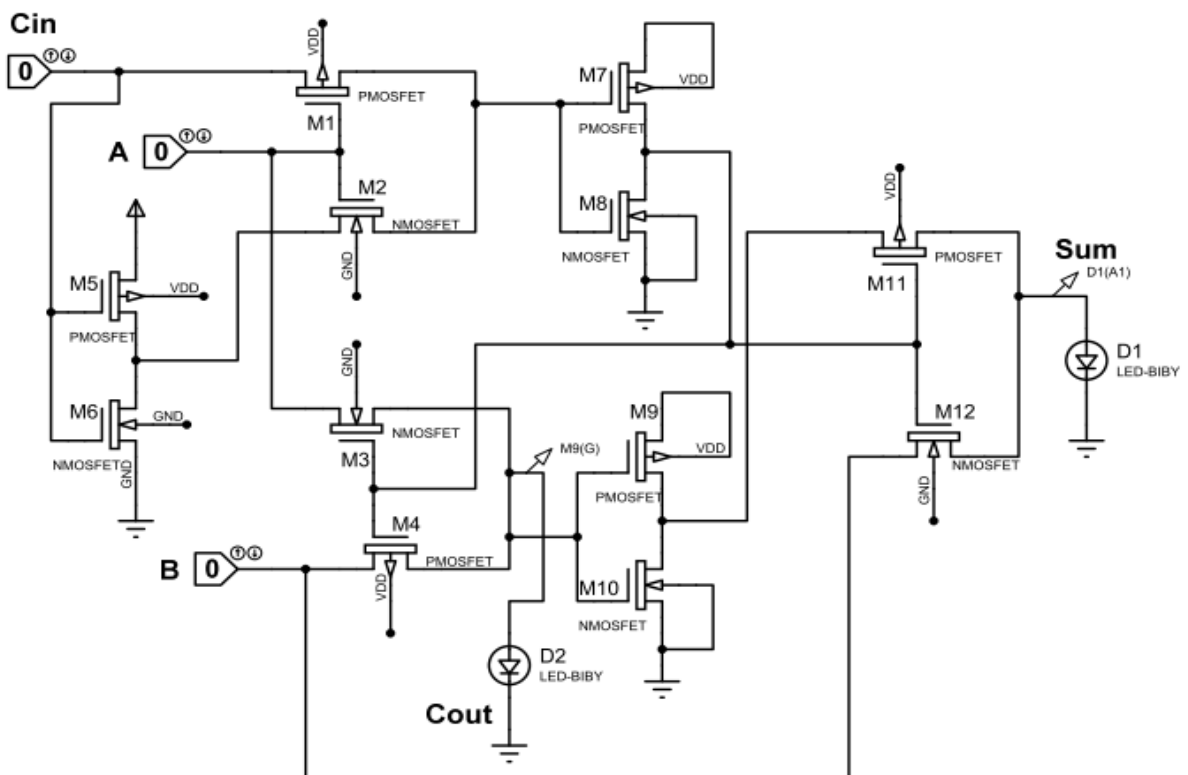 Cin
0
VDD
PMOSFET
M1
A
0
M2
NMOSFET
GND
M5
VDD
PMOSFET
M6
GND
NMOSFET
GND
GND
NMOSFET
M3
M4
PMOSFET
VDD
B
0
M7
VDD
PMOSFET
M8
NMOSFET
M9(G)
M9
VDD
PMOSFET
M10
NMOSFET
D2
LED-BIBY
Cout
VDD
PMOSFET
M11
Sum
D1(A1)
D1
LED-BIBY
M12
NMOSFET
GND